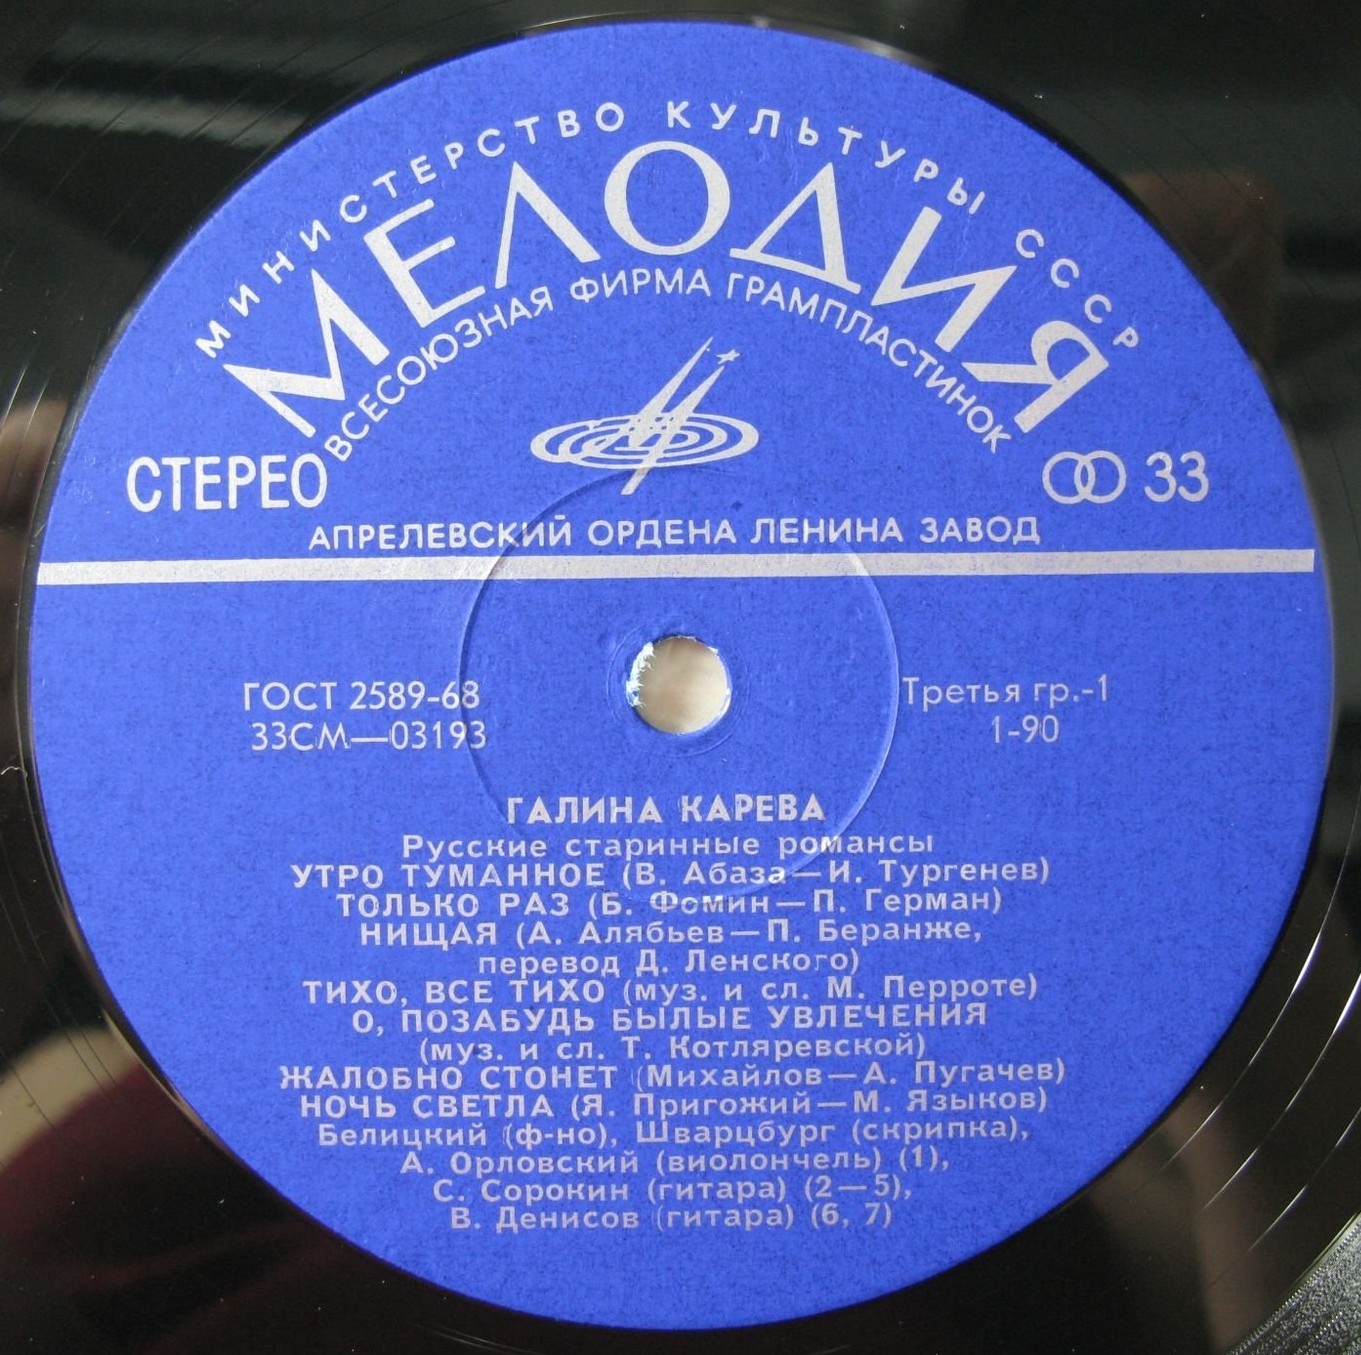 МИНИСТЕРСТВО КУЛЬТУРЫ СССР
МЕЛОДИЯ
ВСЕСОЮЗНАЯ ФИРМА ГРАМПЛАСТИНОК
СТЕРЕО
33
АПРЕЛЕВСКИЙ ОРДЕНА ЛЕНИНА ЗАВОД
ГОСТ 2589-68
33СМ—03193
Третья гр.-1
1-90
ГАЛИНА КАРЕВА
Русские старинные романсы
УТРО ТУМАННОЕ (В. Абаза—И. Тургенев)
ТОЛЬКО РАЗ (Б. Фомин—П. Герман)
НИЩАЯ (А. Алябьев—П. Беранже,
перевод Д. Ленского)
ТИХО, ВСЕ ТИХО (муз. и сл. М. Перроте)
О, ПОЗАБУДЬ БЫЛЫЕ УВЛЕЧЕНИЯ
(муз. и сл. Т. Котляревской)
ЖАЛОБНО СТОНЕТ (Михайлов—А. Пугачев)
НОЧЬ СВЕТЛА (Я. Пригожий—М. Языков)
Белицкий (ф-но), Шварцбург (скрипка),
А. Орловский (виолончель) (1),
С. Сорокин (гитара) (2—5),
В. Денисов (гитара) (6, 7)